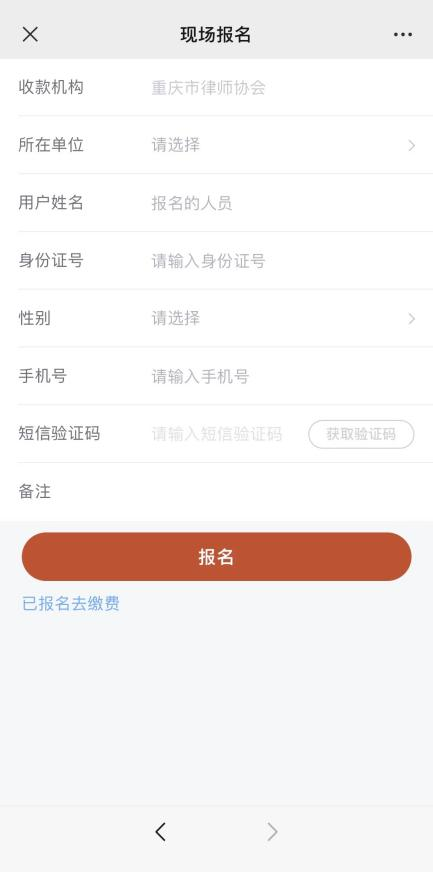 现场报名
收款机构 重庆市律师协会
所在单位 请选择
用户姓名 报名的人员
身份证号 请输入身份证号
性别 请选择
手机号 请输入手机号
短信验证码 请输入短信验证码 获取验证码
备注
报名
已报名去缴费